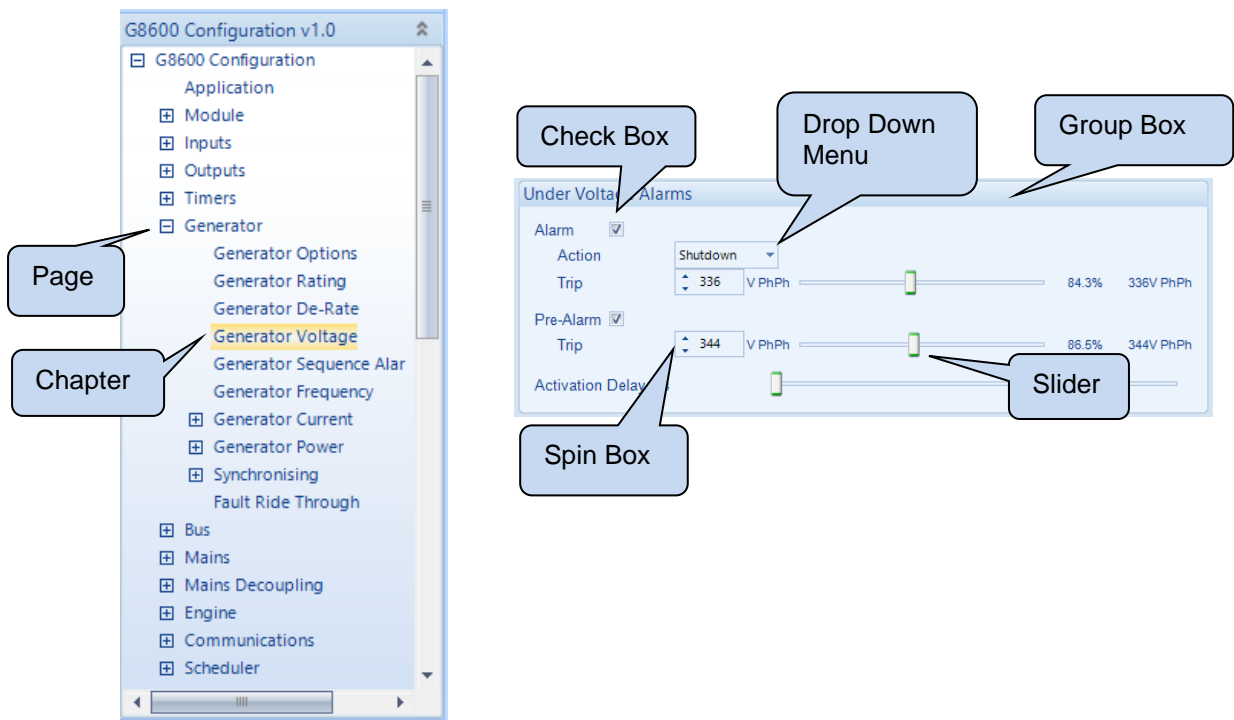 G8600 Configuration v1.0
G8600 Configuration
Application
Module
Inputs
Outputs
Timers
Generator
Generator Options
Generator Rating
Generator De-Rate
Generator Voltage
Generator Sequence Alar
Generator Frequency
Generator Current
Generator Power
Synchronising
Fault Ride Through
Bus
Mains
Mains Decoupling
Engine
Communications
Scheduler
Page
Chapter
Check Box
Drop Down
Menu
Group Box
Under Voltage Alarms
Alarm
Action Shutdown
Trip 336 V PhPh 84.3% 336V PhPh
Pre-Alarm
Trip 344 V PhPh 86.5% 344V PhPh
Activation Delay
Slider
Spin Box